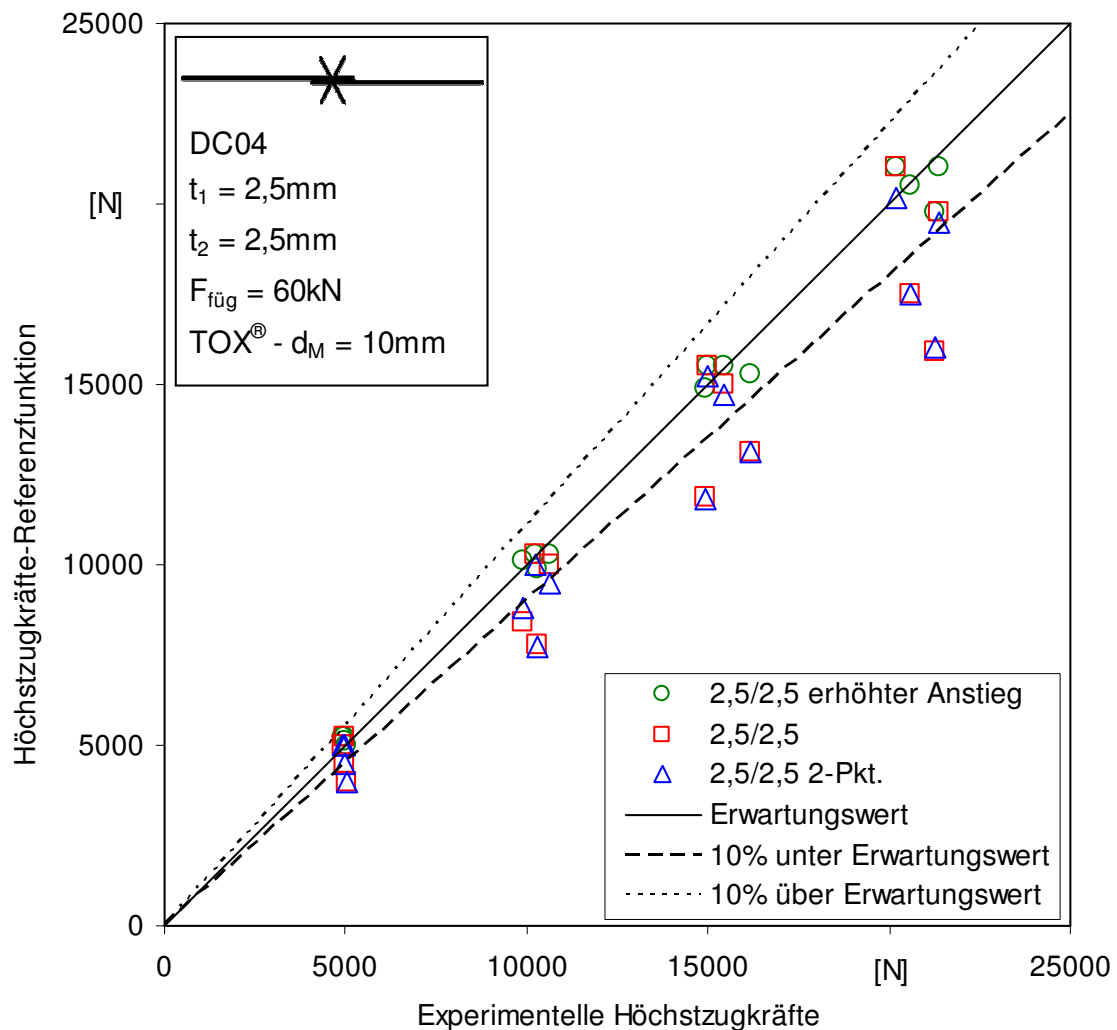 25000
[N]
15000
10000
5000
0
Höchstzugkräfte-Referenzfunktion
DC04
t₁ = 2,5mm
t₂ = 2,5mm
F_füg = 60kN
TOX® - d_M = 10mm
2,5/2,5 erhöhter Anstieg
2,5/2,5
2,5/2,5 2-Pkt.
Erwartungswert
10% unter Erwartungswert
10% über Erwartungswert
0 5000 10000 15000 [N] 25000
Experimentelle Höchstzugkräfte